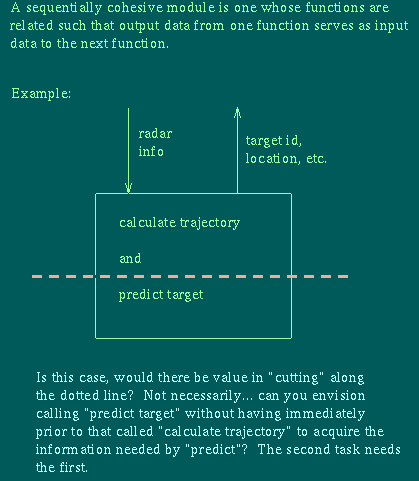 A sequentially cohesive module is one whose functions are
related such that output data from one function serves as input
data to the next function.
Example:
radar
info
target id,
location, etc.
calculate trajectory
and
predict target
Is this case, would there be value in "cutting" along
the dotted line?  Not necessarily... can you envision
calling "predict target" without having immediately
prior to that called "calculate trajectory" to acquire the
information needed by "predict"?  The second task needs
the first.